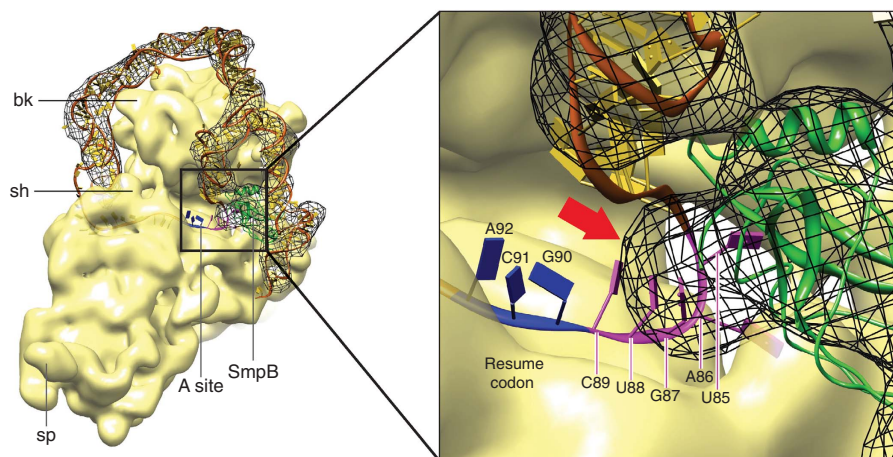 bk
sh
sp
A site
SmpB
A92
C91
G90
Resume
codon
C89
U88
G87
A86
U85